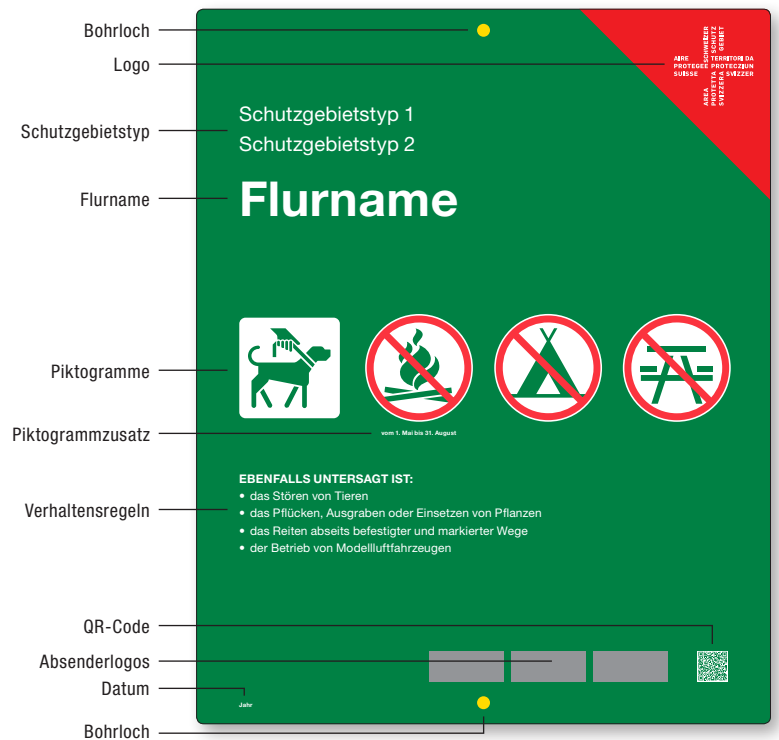 Bohrloch
Logo
Schutzgebietstyp
Flurname
Piktogramme
Piktogrammzusatz
Verhaltensregeln
QR-Code
Absenderlogos
Datum
Bohrloch
AIRE
PROTEGEE
SUISSE
SCHWEIZER
SCHUTZ
GEBIET
TERRITORI DA
PROTECZIUN
SVIZZER
AREA
PROTETTA
SVIZZERA
Schutzgebietstyp 1
Schutzgebietstyp 2
Flurname
vom 1. Mai bis 31. August
EBENFALLS UNTERSAGT IST:
• das Stören von Tieren
• das Pflücken, Ausgraben oder Einsetzen von Pflanzen
• das Reiten abseits befestigter und markierter Wege
• der Betrieb von Modellluftfahrzeugen
Jahr